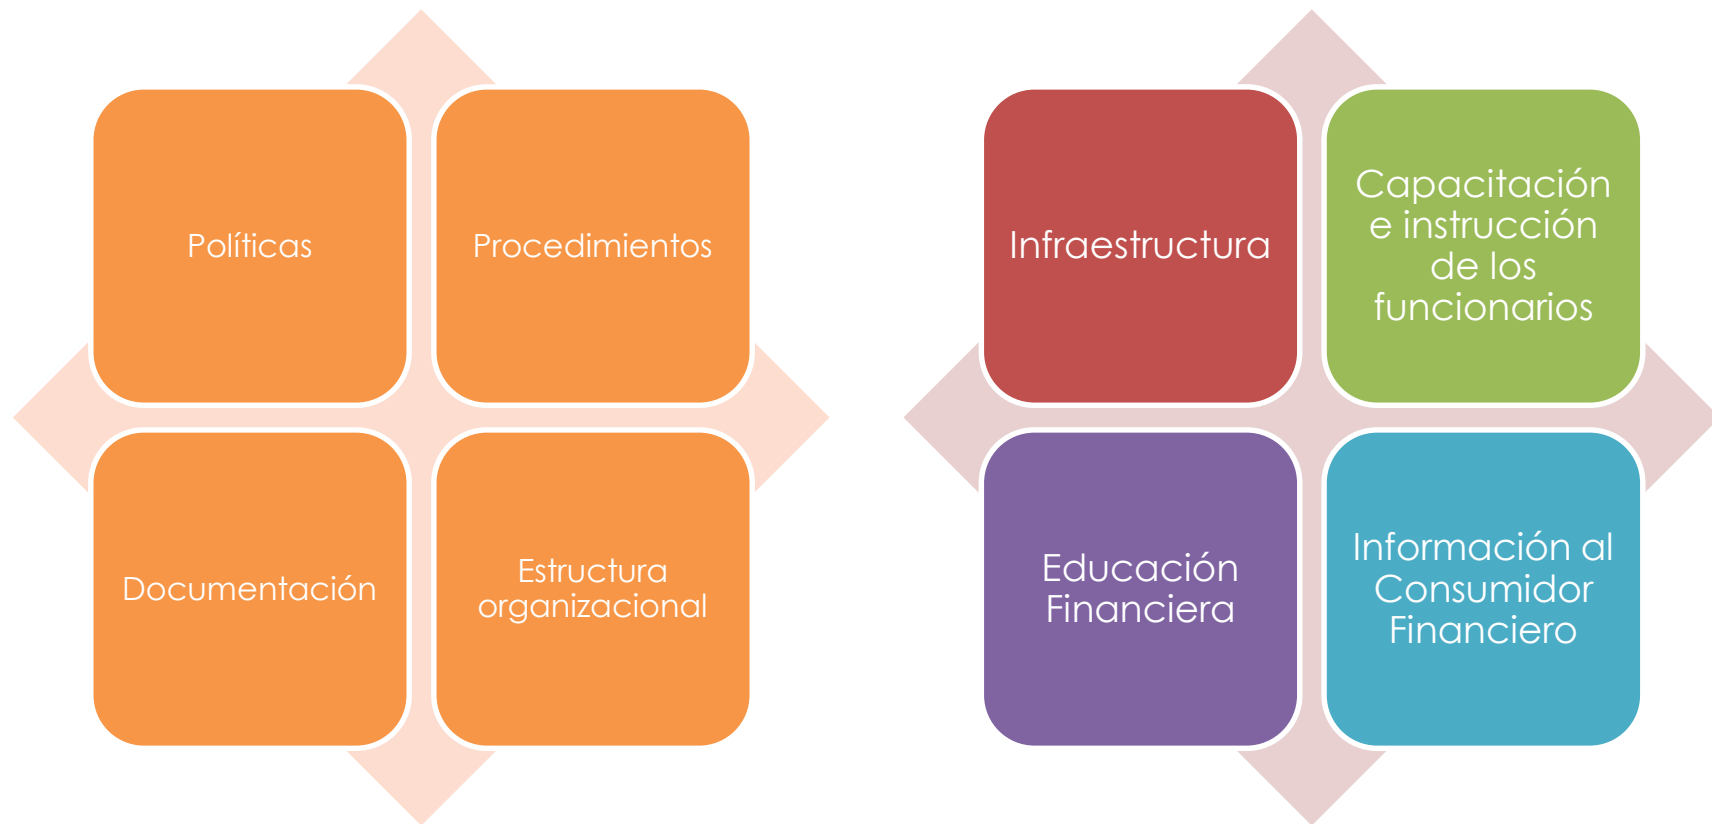 Políticas
Procedimientos
Documentación
Estructura
organizacional
Infraestructura
Capacitación
e instrucción
de los
funcionarios
Educación
Financiera
Información al
Consumidor
Financiero